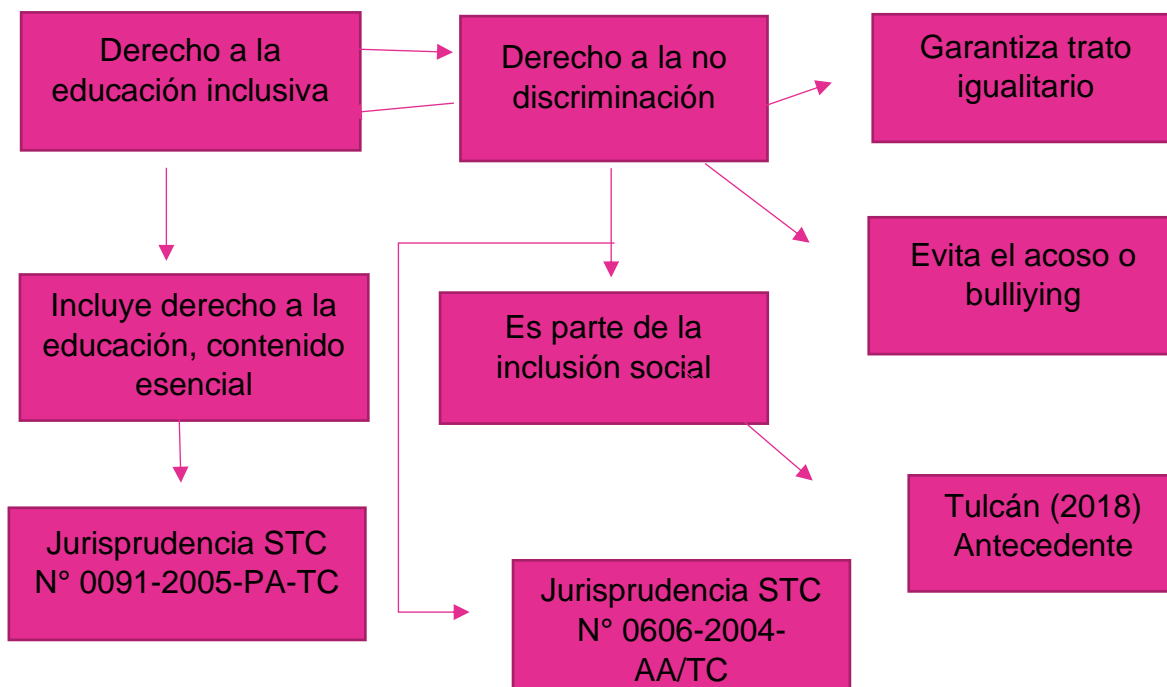 Derecho a la
educación inclusiva
Derecho a la no
discriminación
Garantiza trato
igualitario
Evita el acoso o
bulliying
Incluye derecho a la
educación, contenido
esencial
Es parte de la
inclusión social
Tulcán (2018)
Antecedente
Jurisprudencia STC
N° 0091-2005-PA-TC
Jurisprudencia STC
N° 0606-2004-
AA/TC